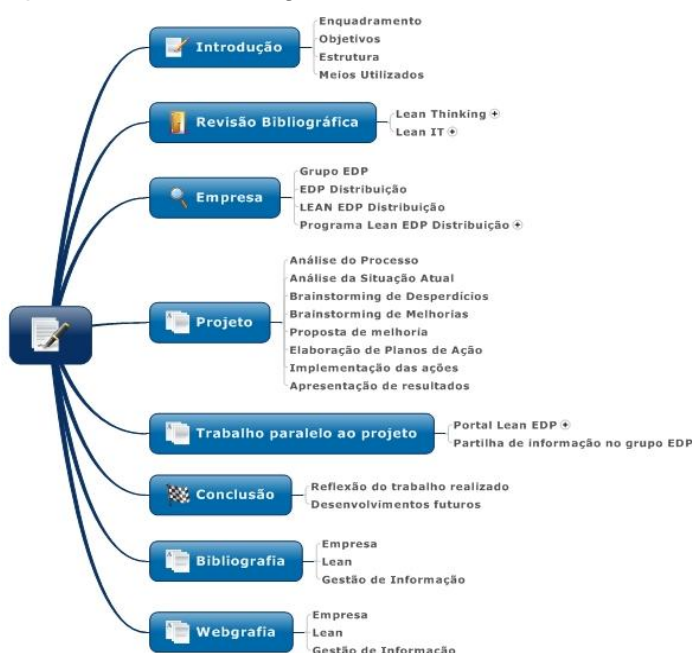 Introdução
Enquadramento
Objetivos
Estrutura
Meios Utilizados
Revisão Bibliográfica
Lean Thinking
Lean IT
Empresa
Grupo EDP
EDP Distribuição
LEAN EDP Distribuição
Programa Lean EDP Distribuição
Projeto
Análise do Processo
Análise da Situação Atual
Brainstorming de Desperdícios
Brainstorming de Melhorias
Proposta de melhoria
Elaboração de Planos de Ação
Implementação das ações
Apresentação de resultados
Trabalho paralelo ao projeto
Portal Lean EDP
Partilha de informação no grupo EDP
Conclusão
Reflexão do trabalho realizado
Desenvolvimentos futuros
Bibliografia
Empresa
Lean
Gestão de Informação
Webgrafia
Empresa
Lean
Gestão de Informação